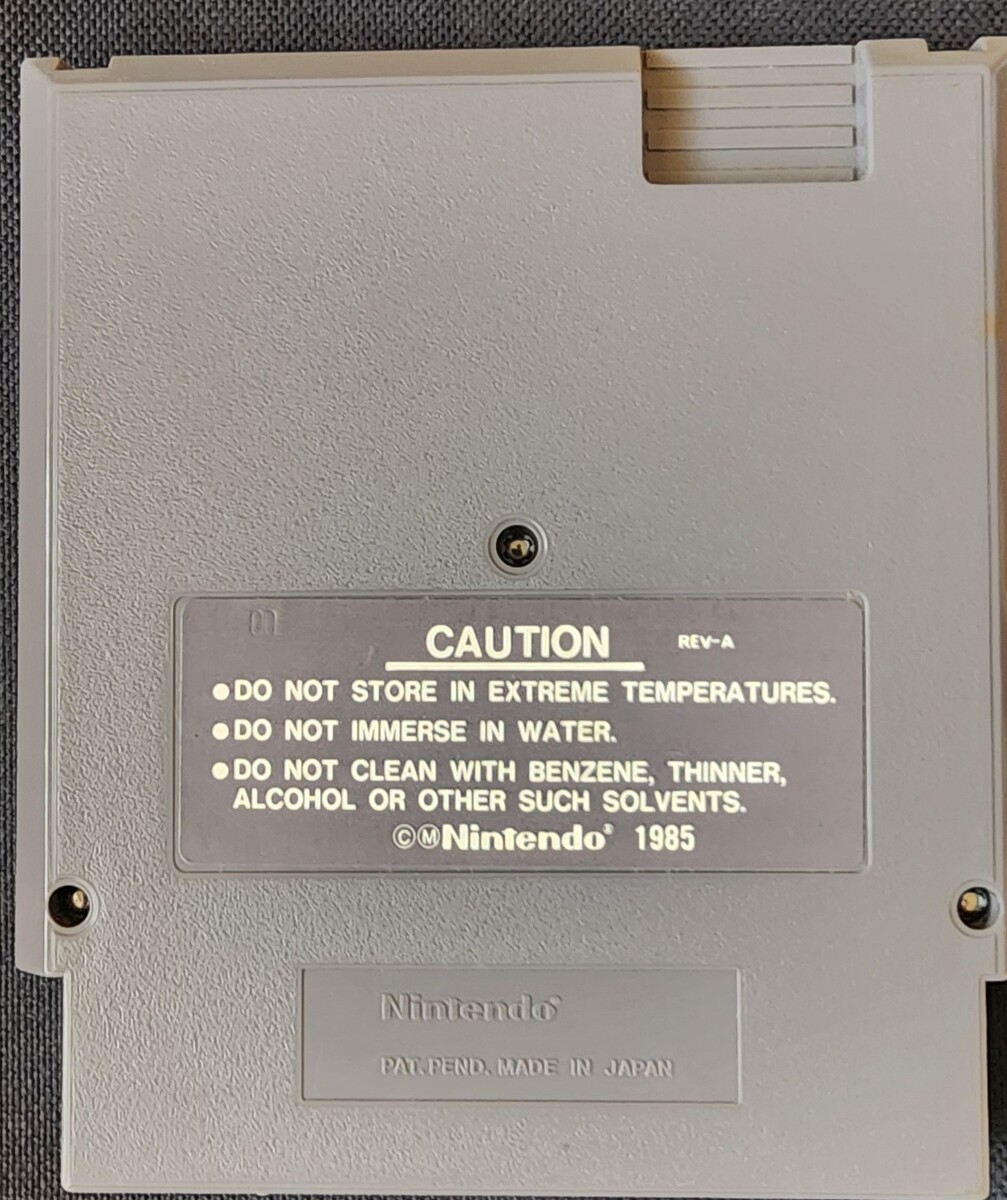 01
CAUTION REV-A
●DO NOT STORE IN EXTREME TEMPERATURES.
●DO NOT IMMERSE IN WATER.
●DO NOT CLEAN WITH BENZENE, THINNER,
ALCOHOL OR OTHER SUCH SOLVENTS.
©ⓂNintendo® 1985
Nintendo®
PAT. PEND. MADE IN JAPAN